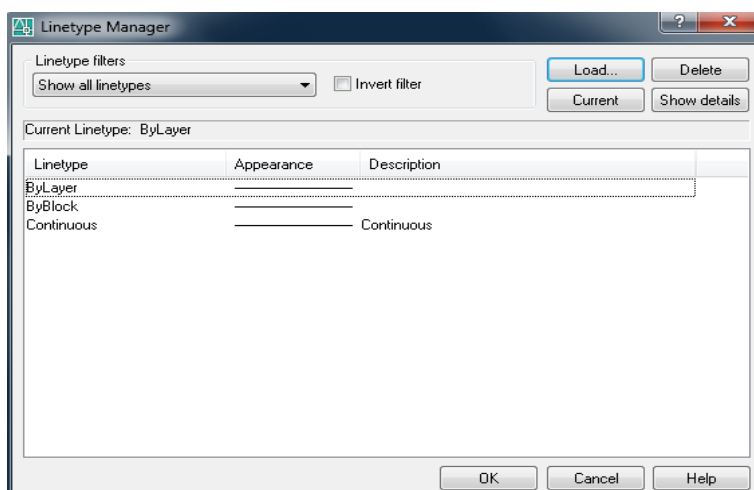 Linetype Manager
?
X
Linetype filters
Show all linetypes
Invert filter
Load...
Delete
Current
Show details
Current Linetype: ByLayer
Linetype Appearance Description
ByLayer
ByBlock
Continuous Continuous
OK Cancel Help